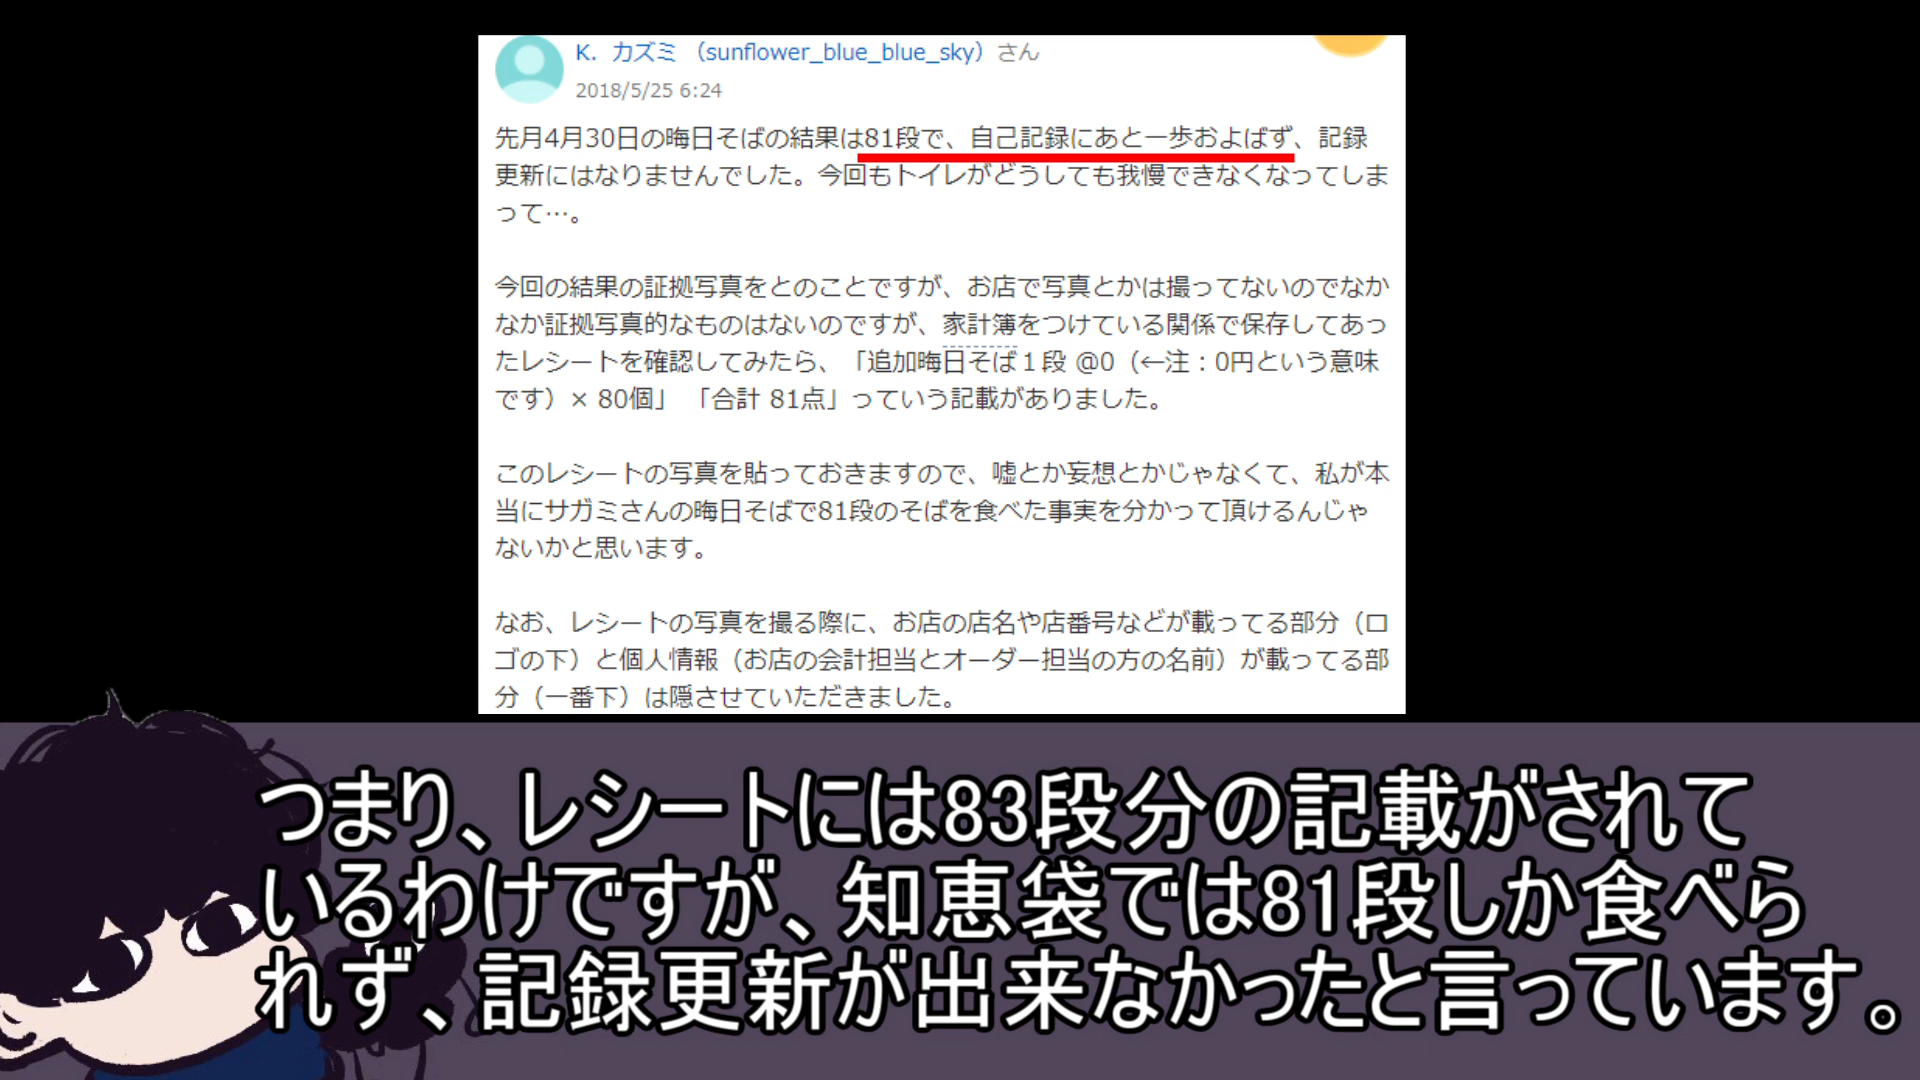 K．カズミ（sunflower_blue_blue_sky）さん
2018/5/25 6:24
先月4月30日の晦日そばの結果は81段で、自己記録にあと一歩およばず、記録
更新にはなりませんでした。今回もトイレがどうしても我慢できなくなってしま
って…。
今回の結果の証拠写真をとのことですが、お店で写真とかは撮ってないのでなか
なか証拠写真的なものはないのですが、家計簿をつけている関係で保存してあっ
たレシートを確認してみたら、「追加晦日そば１段 @0（←注：0円という意味
です）× 80個」「合計 81点」っていう記載がありました。
このレシートの写真を貼っておきますので、嘘とか妄想とかじゃなくて、私が本
当にサガミさんの晦日そばで81段のそばを食べた事実を分かって頂けるんじゃ
ないかと思います。
なお、レシートの写真を撮る際に、お店の店名や店番号などが載ってる部分（ロ
ゴの下）と個人情報（お店の会計担当とオーダー担当の方の名前）が載ってる部
分（一番下）は隠させていただきました。
つまり、レシートには83段分の記載がされて
いるわけですが、知恵袋では81段しか食べら
れず、記録更新が出来なかったと言っています。